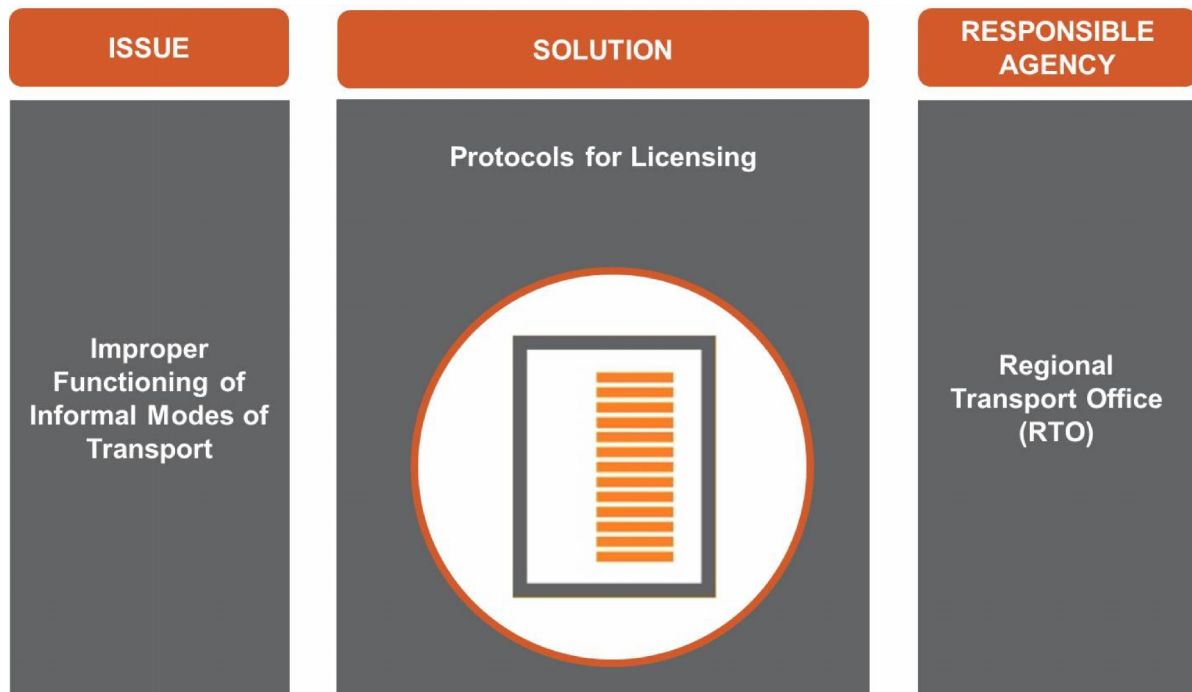 ISSUE
SOLUTION
RESPONSIBLE
AGENCY
Protocols for Licensing
Improper
Functioning of
Informal Modes of
Transport
Regional
Transport Office
(RTO)